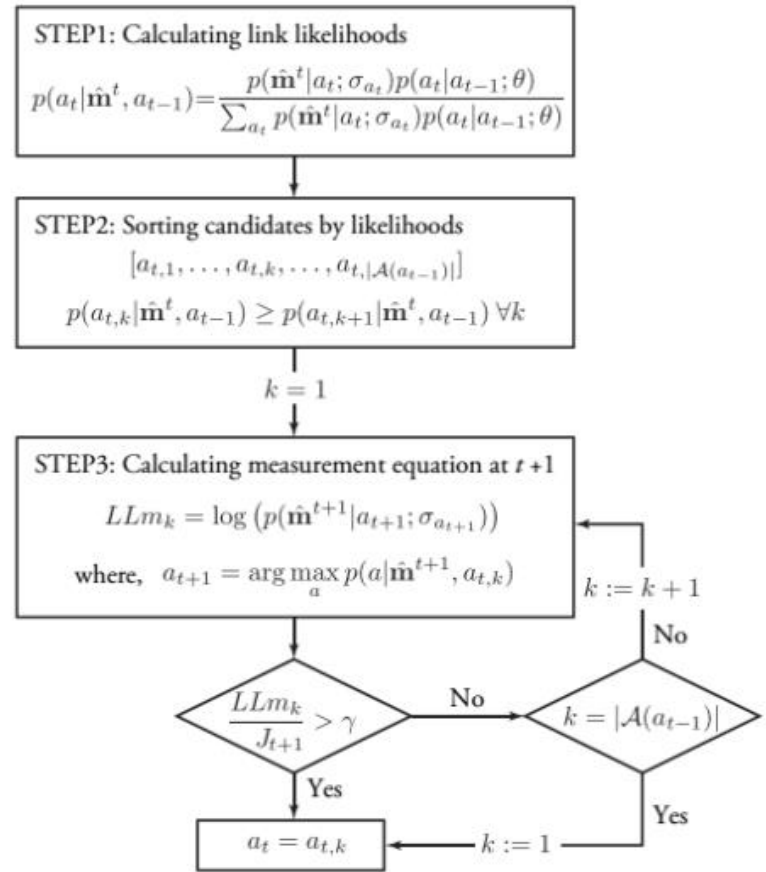 STEP1: Calculating link likelihoods
p(a_t|m̂^t, a_{t−1}) = p(m̂^t|a_t; σ_{a_t})p(a_t|a_{t−1}; θ) / ∑_{a_t} p(m̂^t|a_t; σ_{a_t})p(a_t|a_{t−1}; θ)
STEP2: Sorting candidates by likelihoods
[a_{t,1}, . . . , a_{t,k}, . . . , a_{t,|𝒜(a_{t−1})|}]
p(a_{t,k}|m̂^t, a_{t−1}) ≥ p(a_{t,k+1}|m̂^t, a_{t−1}) ∀k
k = 1
STEP3: Calculating measurement equation at t+1
LLm_k = log (p(m̂^{t+1}|a_{t+1}; σ_{a_{t+1}}))
where, a_{t+1} = arg max_a p(a|m̂^{t+1}, a_{t,k})
k := k + 1
No
LLm_k / J_{t+1} > γ
No
k = |𝒜(a_{t−1})|
Yes
Yes
a_t = a_{t,k}
k := 1